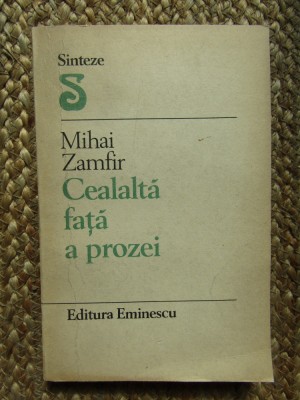 Sinteze
S
Mihai
Zamfir
Cealaltă
față
a prozei
Editura Eminescu